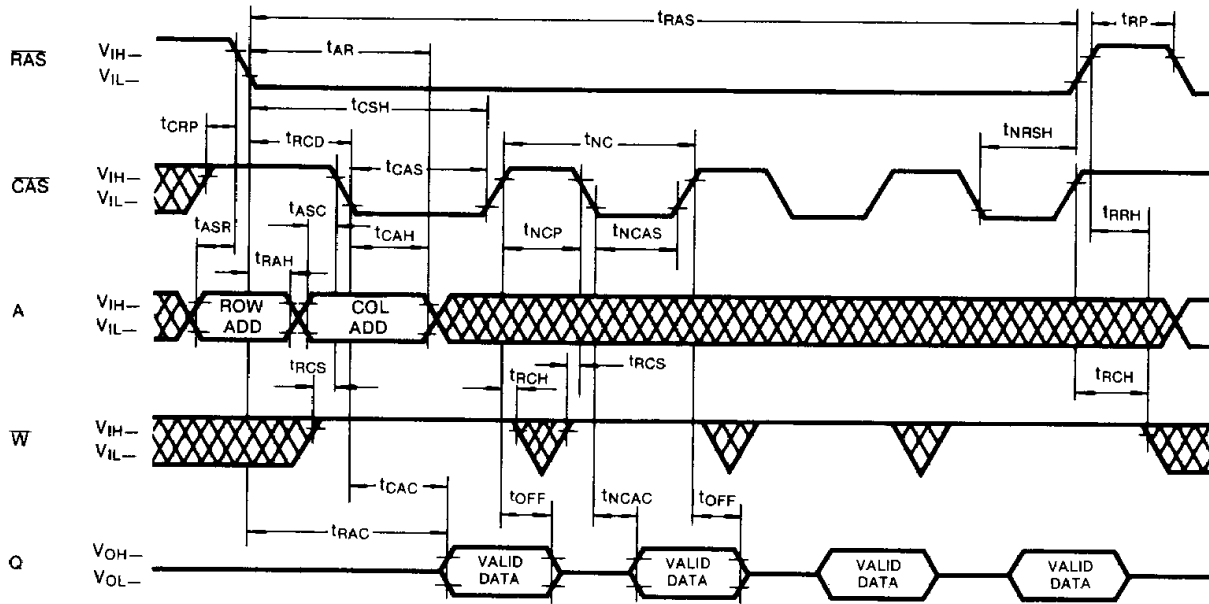 tRAS
tRP
RAS
VIH—
VIL—
tAR
tCSH
tCRP
tRCD
tNC
tNRSH
CAS
VIH—
VIL—
tCAS
tASC
tASR
tCAH
tRAH
tNCP
tNCAS
tRRH
A
VIH—
VIL—
ROW
ADD
COL
ADD
tRCS
tRCH
tRCS
tRCH
W
VIH—
VIL—
tCAC
tOFF
tNCAC
tOFF
tRAC
Q
VOH—
VOL—
VALID
DATA
VALID
DATA
VALID
DATA
VALID
DATA